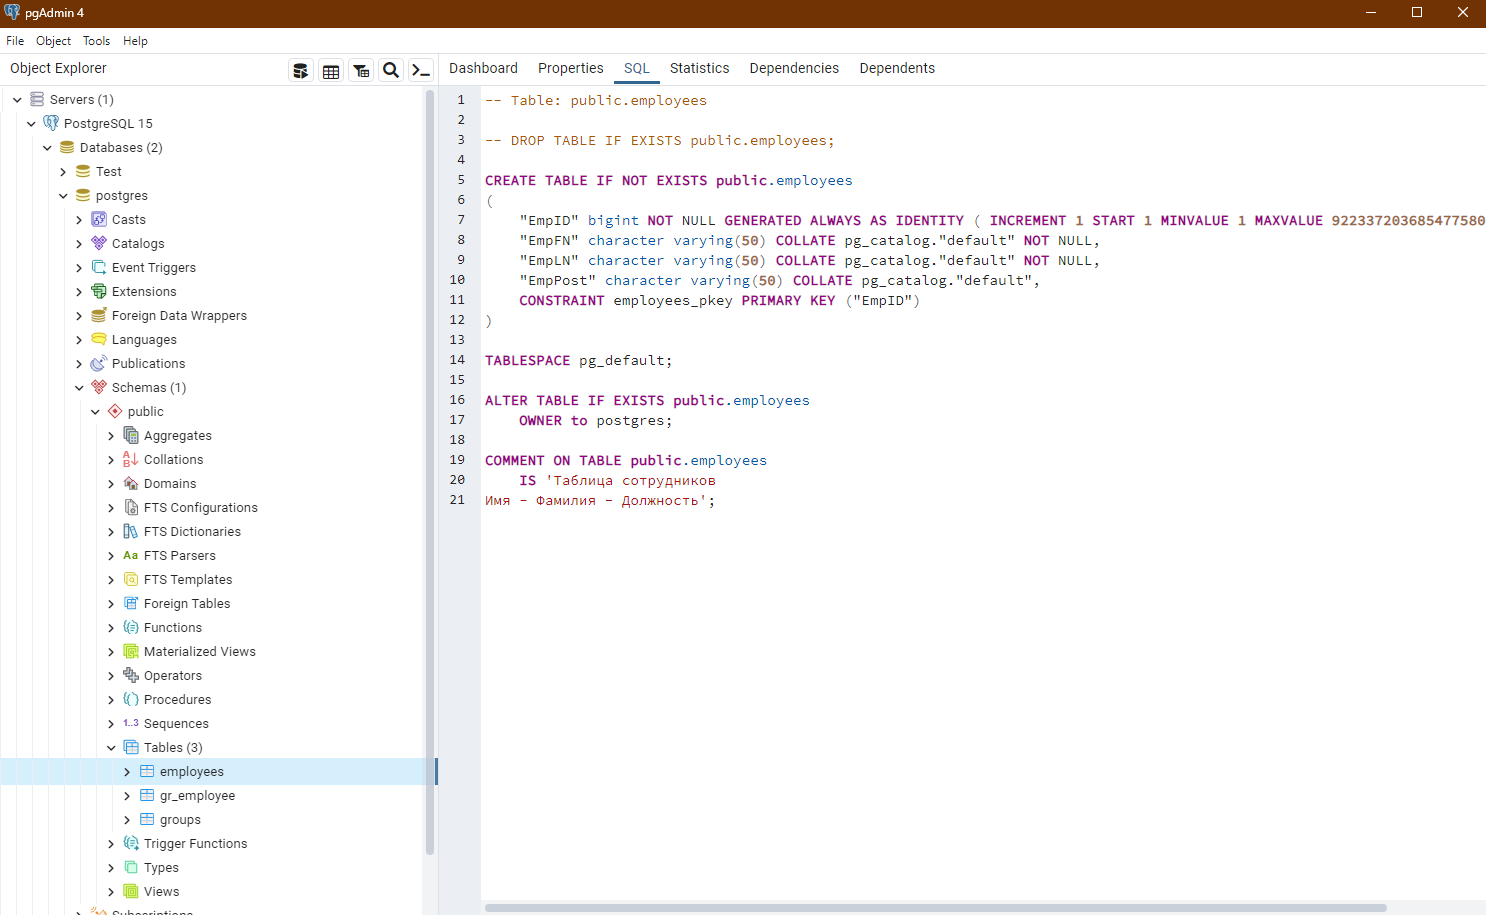 pgAdmin 4
File Object Tools Help
Object Explorer
Dashboard Properties SQL Statistics Dependencies Dependents
Servers (1)
PostgreSQL 15
Databases (2)
Test
postgres
Casts
Catalogs
Event Triggers
Extensions
Foreign Data Wrappers
Languages
Publications
Schemas (1)
public
Aggregates
Collations
Domains
FTS Configurations
FTS Dictionaries
Aa FTS Parsers
FTS Templates
Foreign Tables
Functions
Materialized Views
Operators
Procedures
1..3 Sequences
Tables (3)
employees
gr_employee
groups
Trigger Functions
Types
Views
Subscriptions
1 -- Table: public.employees
2
3 -- DROP TABLE IF EXISTS public.employees;
4
5 CREATE TABLE IF NOT EXISTS public.employees
6 (
7 "EmpID" bigint NOT NULL GENERATED ALWAYS AS IDENTITY ( INCREMENT 1 START 1 MINVALUE 1 MAXVALUE 922337203685477580
8 "EmpFN" character varying(50) COLLATE pg_catalog."default" NOT NULL,
9 "EmpLN" character varying(50) COLLATE pg_catalog."default" NOT NULL,
10 "EmpPost" character varying(50) COLLATE pg_catalog."default",
11 CONSTRAINT employees_pkey PRIMARY KEY ("EmpID")
12 )
13
14 TABLESPACE pg_default;
15
16 ALTER TABLE IF EXISTS public.employees
17 OWNER to postgres;
18
19 COMMENT ON TABLE public.employees
20 IS 'Таблица сотрудников
21 Имя - Фамилия - Должность';